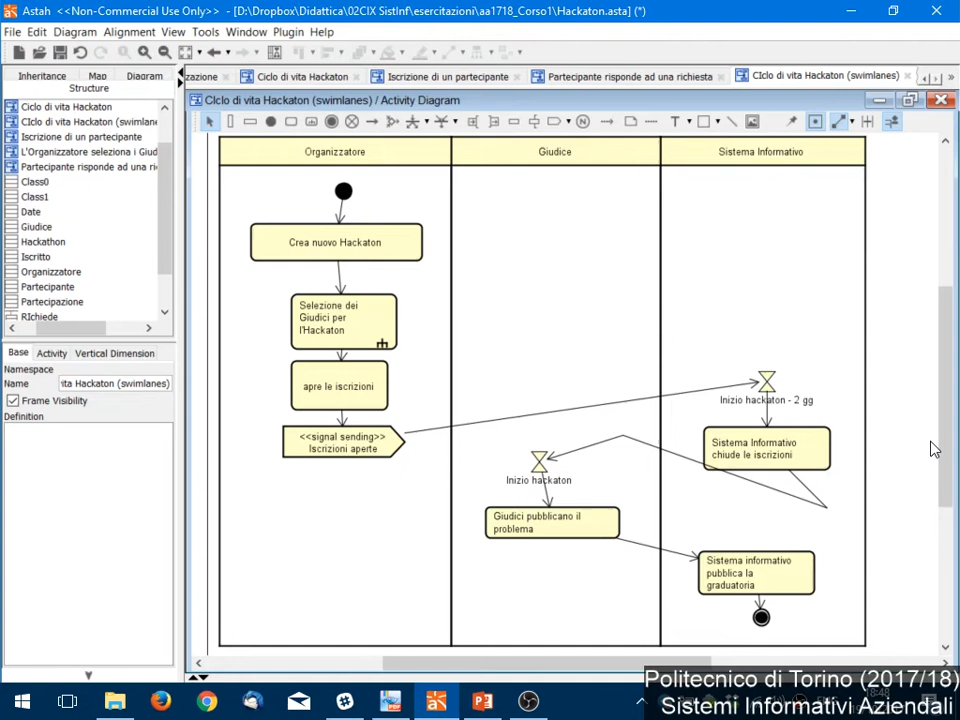 Astah <<Non-Commercial Use Only>> - [D:\Dropbox\Didattica\02CIX SistInf\esercitazioni\aa1718_Corso1\Hackaton.asta] (*)
File Edit Diagram Alignment View Tools Window Plugin Help
Inheritance Map Diagram
Structure
zazione
Ciclo di vita Hackaton
Iscrizione di un partecipante
Partecipante risponde ad una richiesta
CIclo di vita Hackaton (swimlanes)
Ciclo di vita Hackaton
CIclo di vita Hackaton (swimlane
Iscrizione di un partecipante
L'Organizzatore seleziona i Giud
Partecipante risponde ad una ri
Class0
Class1
Date
Giudice
Hackathon
Iscritto
Organizzatore
Partecipante
Partecipazione
RIchiede
Base Activity Vertical Dimension
Namespace
Name ita Hackaton (swimlanes)
Frame Visibility
Definition
CIclo di vita Hackaton (swimlanes) / Activity Diagram
Organizzatore
Giudice
Sistema Informativo
Crea nuovo Hackaton
Selezione dei
Giudici per
l'Hackaton
apre le iscrizioni
<<signal sending>>
Iscrizioni aperte
Inizio hackaton - 2 gg
Sistema Informativo
chiude le iscrizioni
Inizio hackaton
Giudici pubblicano il
problema
Sistema informativo
pubblica la
graduatoria
Politecnico di Torino (2017/18)
18:48
Sistemi Informativi Aziendali